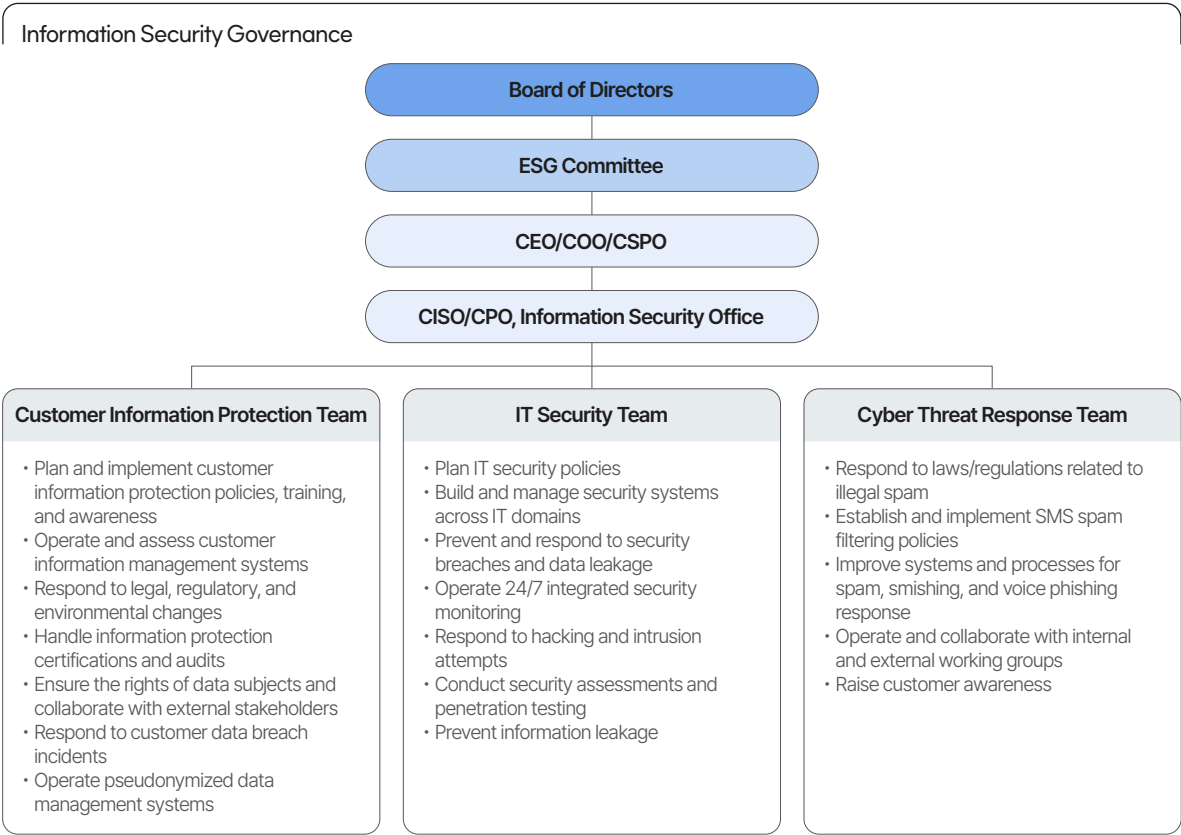 Information Security Governance
Board of Directors
ESG Committee
CEO/COO/CSPO
CISO/CPO, Information Security Office
Customer Information Protection Team
・Plan and implement customer
information protection policies, training,
and awareness
・Operate and assess customer
information management systems
・Respond to legal, regulatory, and
environmental changes
・Handle information protection
certifications and audits
・Ensure the rights of data subjects and
collaborate with external stakeholders
・Respond to customer data breach
incidents
・Operate pseudonymized data
management systems
IT Security Team
・Plan IT security policies
・Build and manage security systems
across IT domains
・Prevent and respond to security
breaches and data leakage
・Operate 24/7 integrated security
monitoring
・Respond to hacking and intrusion
attempts
・Conduct security assessments and
penetration testing
・Prevent information leakage
Cyber Threat Response Team
・Respond to laws/regulations related to
illegal spam
・Establish and implement SMS spam
filtering policies
・Improve systems and processes for
spam, smishing, and voice phishing
response
・Operate and collaborate with internal
and external working groups
・Raise customer awareness